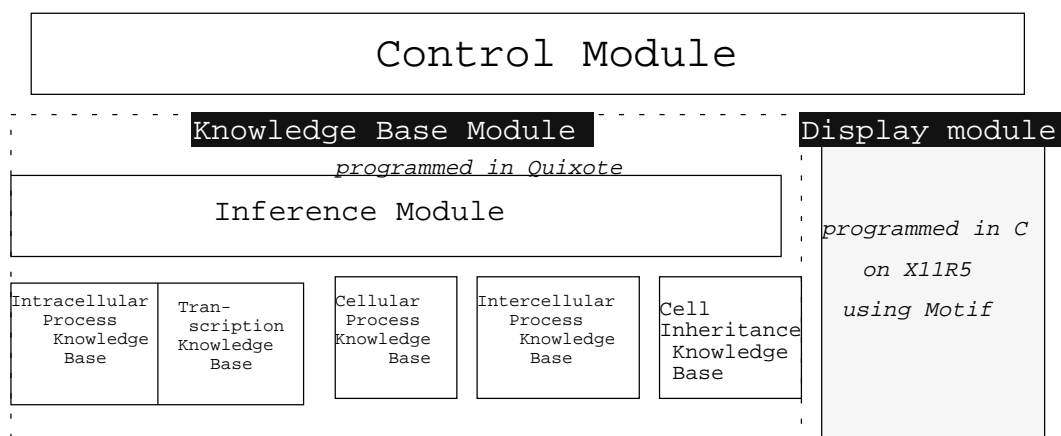 Control Module
Knowledge Base Module
Display module
programmed in Quixote
Inference Module
programmed in C
on X11R5
using Motif
Intracellular
Process
Knowledge
Base
Tran-
scription
Knowledge
Base
Cellular
Process
Knowledge
Base
Intercellular
Process
Knowledge
Base
Cell
Inheritance
Knowledge
Base